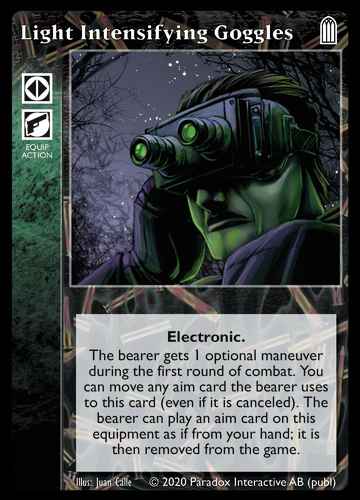 Light Intensifying Goggles
EQUIP
ACTION
Electronic.
The bearer gets 1 optional maneuver
during the first round of combat. You
can move any aim card the bearer uses
to this card (even if it is canceled). The
bearer can play an aim card on this
equipment as if from your hand; it is
then removed from the game.
Illus: Juan Calle © 2020 Paradox Interactive AB (publ)